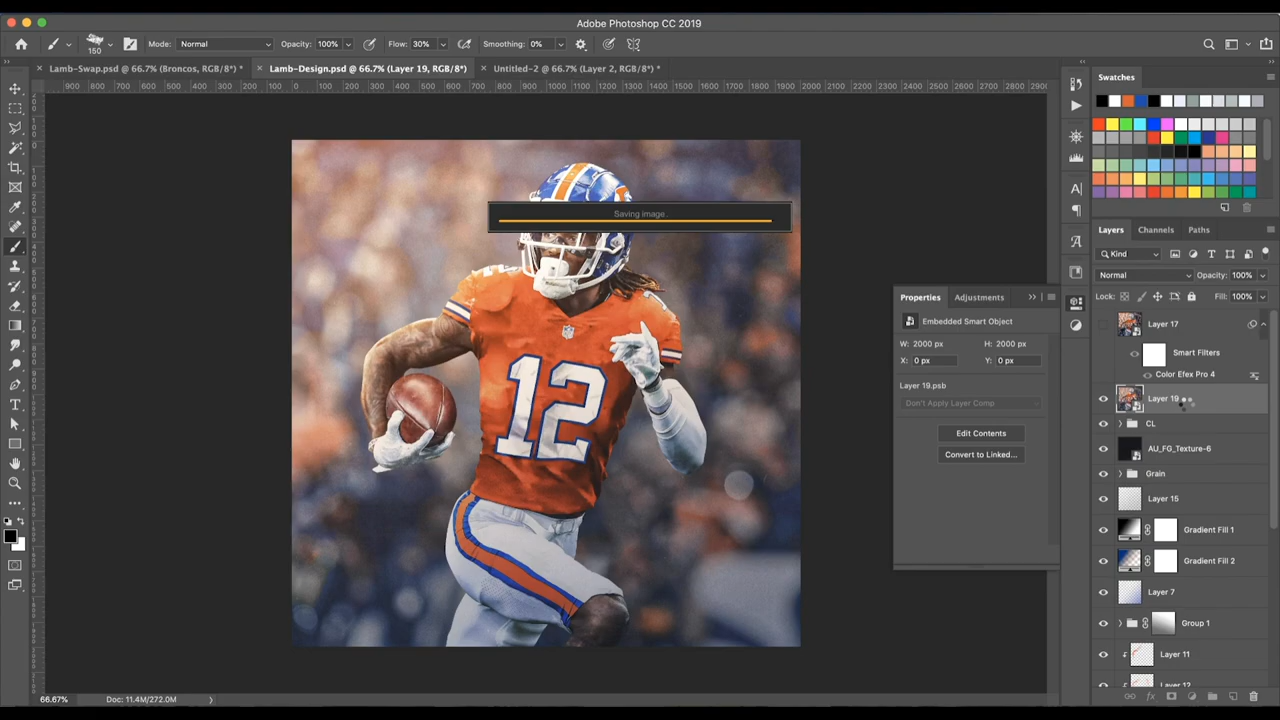 Adobe Photoshop CC 2019
150 Mode: Normal Opacity: 100% Flow: 30% Smoothing: 0%
Lamb-Swap.psd @ 66.7% (Broncos, RGB/8*) * Lamb-Design.psd @ 66.7% (Layer 19, RGB/8*) Untitled-2 @ 66.7% (Layer 2, RGB/8*) *
900 800 700 600 500 400 300 200 100 0 100 200 300 400 500 600 700 800 900 1000 1100 1200 1300 1400 1500 1600 1700 1800 1900 2000 2100 2200 2300 2400 2500 2600 2700 2800 2900
Swatches
Saving image..
12
Properties Adjustments
Embedded Smart Object
W: 2000 px H: 2000 px
X: 0 px Y: 0 px
Layer 19.psb
Don't Apply Layer Comp
Edit Contents
Convert to Linked...
Layers Channels Paths
Kind
Normal Opacity: 100%
Lock: Fill: 100%
Layer 17
Smart Filters
Color Efex Pro 4
Layer 19
CL
AU_FG_Texture-6
Grain
Layer 15
Gradient Fill 1
Gradient Fill 2
Layer 7
Group 1
Layer 11
Layer 12
66.67% Doc: 11.4M/272.0M